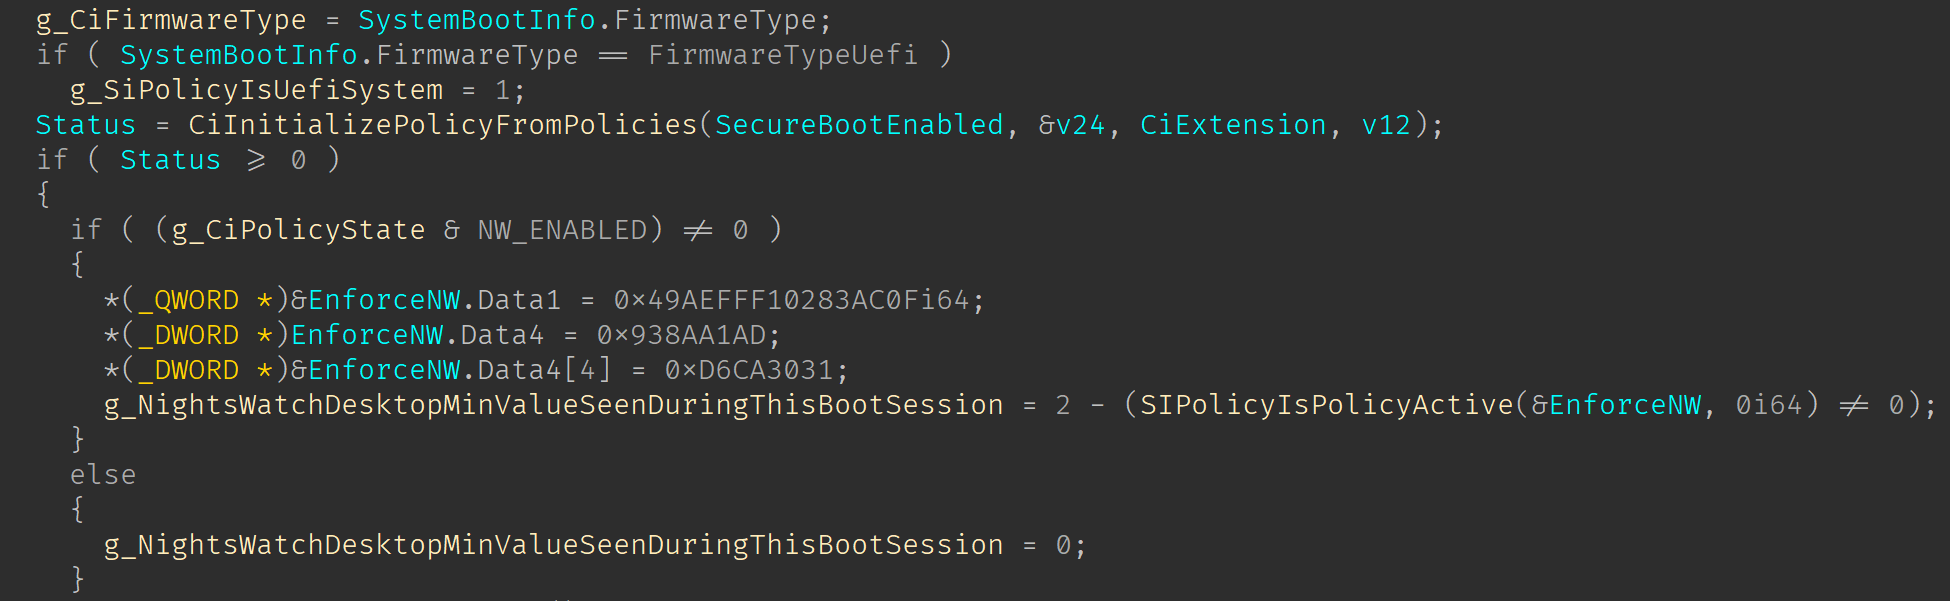 g_CiFirmwareType = SystemBootInfo.FirmwareType;
if ( SystemBootInfo.FirmwareType == FirmwareTypeUefi )
g_SiPolicyIsUefiSystem = 1;
Status = CiInitializePolicyFromPolicies(SecureBootEnabled, &v24, CiExtension, v12);
if ( Status >= 0 )
{
if ( (g_CiPolicyState & NW_ENABLED) != 0 )
{
*(_QWORD *)&EnforceNW.Data1 = 0x49AEFFF10283AC0Fi64;
*(_DWORD *)EnforceNW.Data4 = 0x938AA1AD;
*(_DWORD *)&EnforceNW.Data4[4] = 0xD6CA3031;
g_NightsWatchDesktopMinValueSeenDuringThisBootSession = 2 - (SIPolicyIsPolicyActive(&EnforceNW, 0i64) != 0);
}
else
{
g_NightsWatchDesktopMinValueSeenDuringThisBootSession = 0;
}